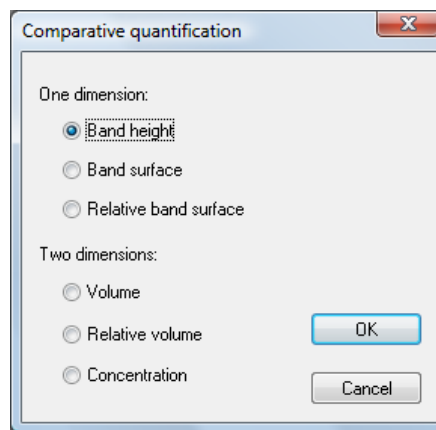 Comparative quantification
One dimension:
Band height
Band surface
Relative band surface
Two dimensions:
Volume
Relative volume
Concentration
OK
Cancel